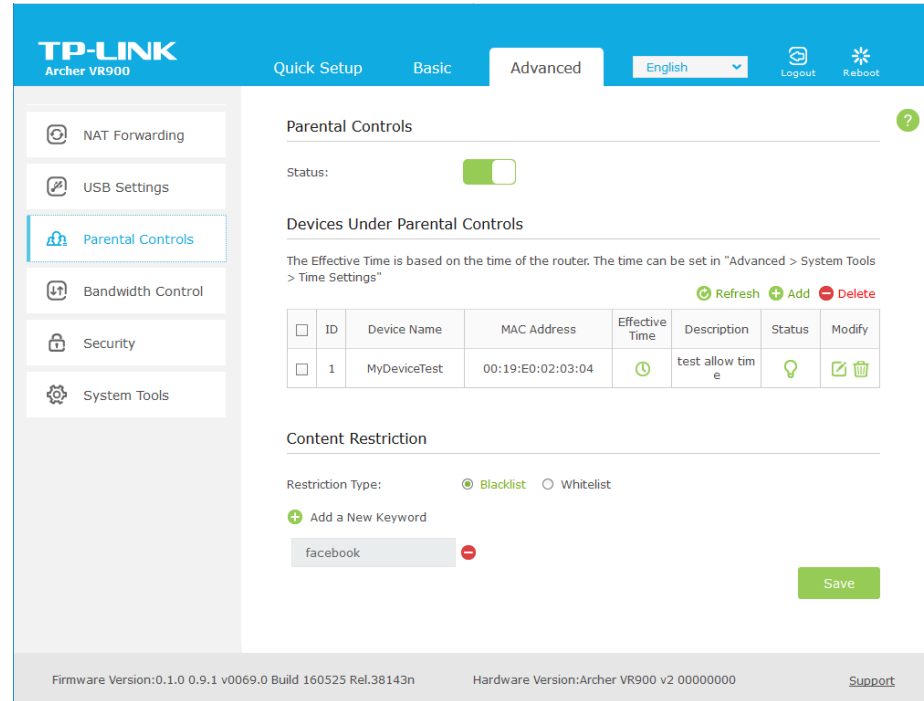 TP-LINK
Archer VR900
Quick Setup
Basic
Advanced
English
Logout
Reboot
NAT Forwarding
USB Settings
Parental Controls
Bandwidth Control
Security
System Tools
Parental Controls
?
Status:
Devices Under Parental Controls
The Effective Time is based on the time of the router. The time can be set in "Advanced > System Tools
> Time Settings"
Refresh Add Delete
ID Device Name MAC Address Effective Time Description Status Modify
1 MyDeviceTest 00:19:E0:02:03:04 test allow tim
e
Content Restriction
Restriction Type: Blacklist Whitelist
Add a New Keyword
facebook
Save
Firmware Version:0.1.0 0.9.1 v0069.0 Build 160525 Rel.38143n Hardware Version:Archer VR900 v2 00000000 Support